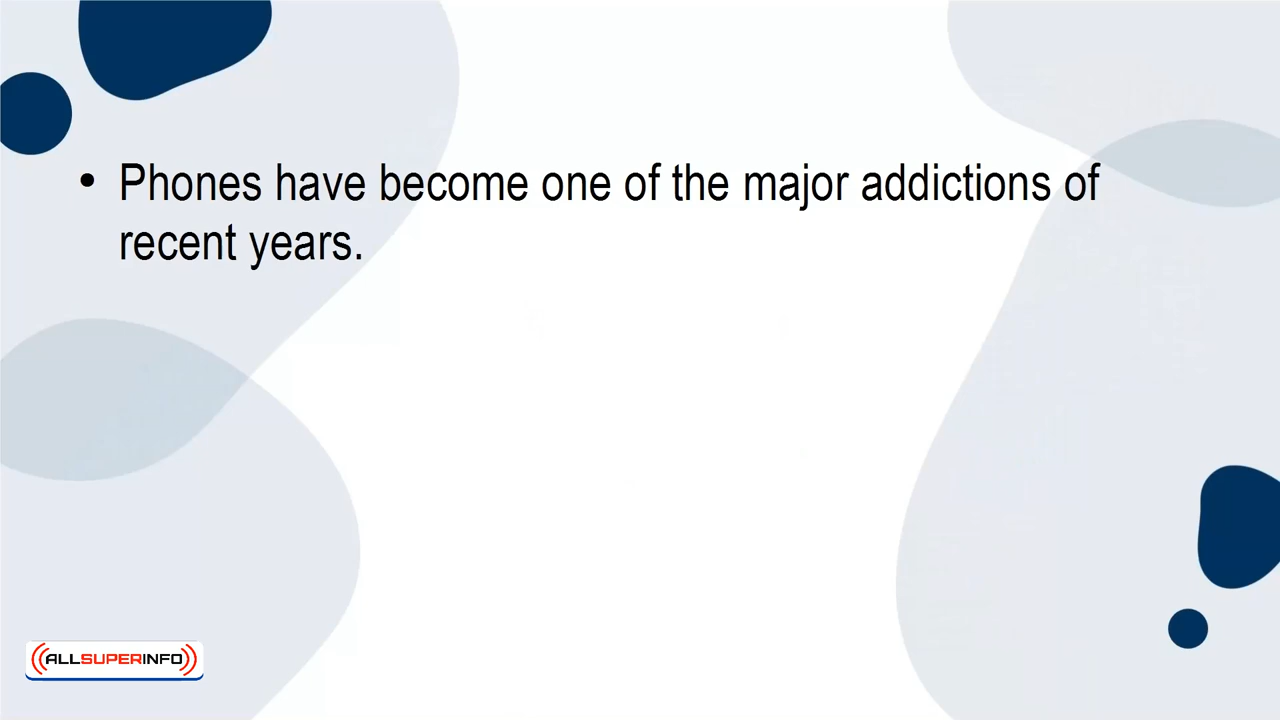 • Phones have become one of the major addictions of
recent years.
ALLSUPERINFO